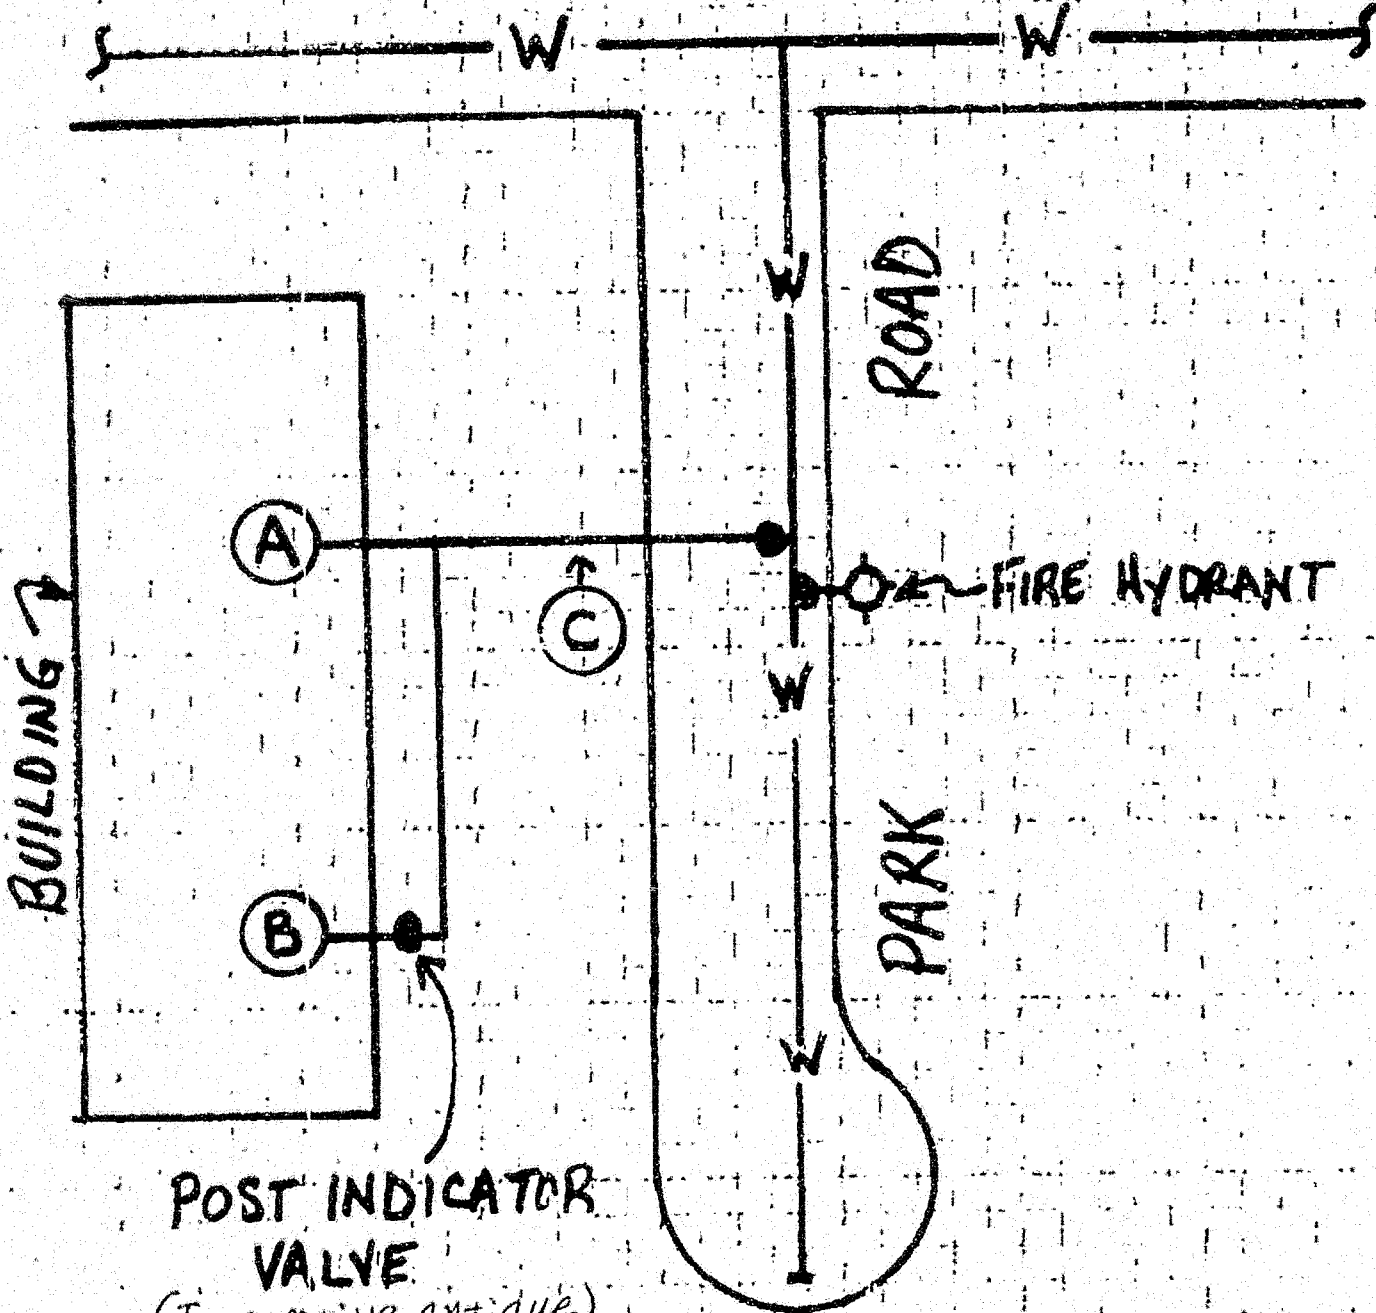 W W
W
ROAD
A
FIRE HYDRANT
C
W
BUILDING
PARK
B
W
POST INDICATOR
VALVE